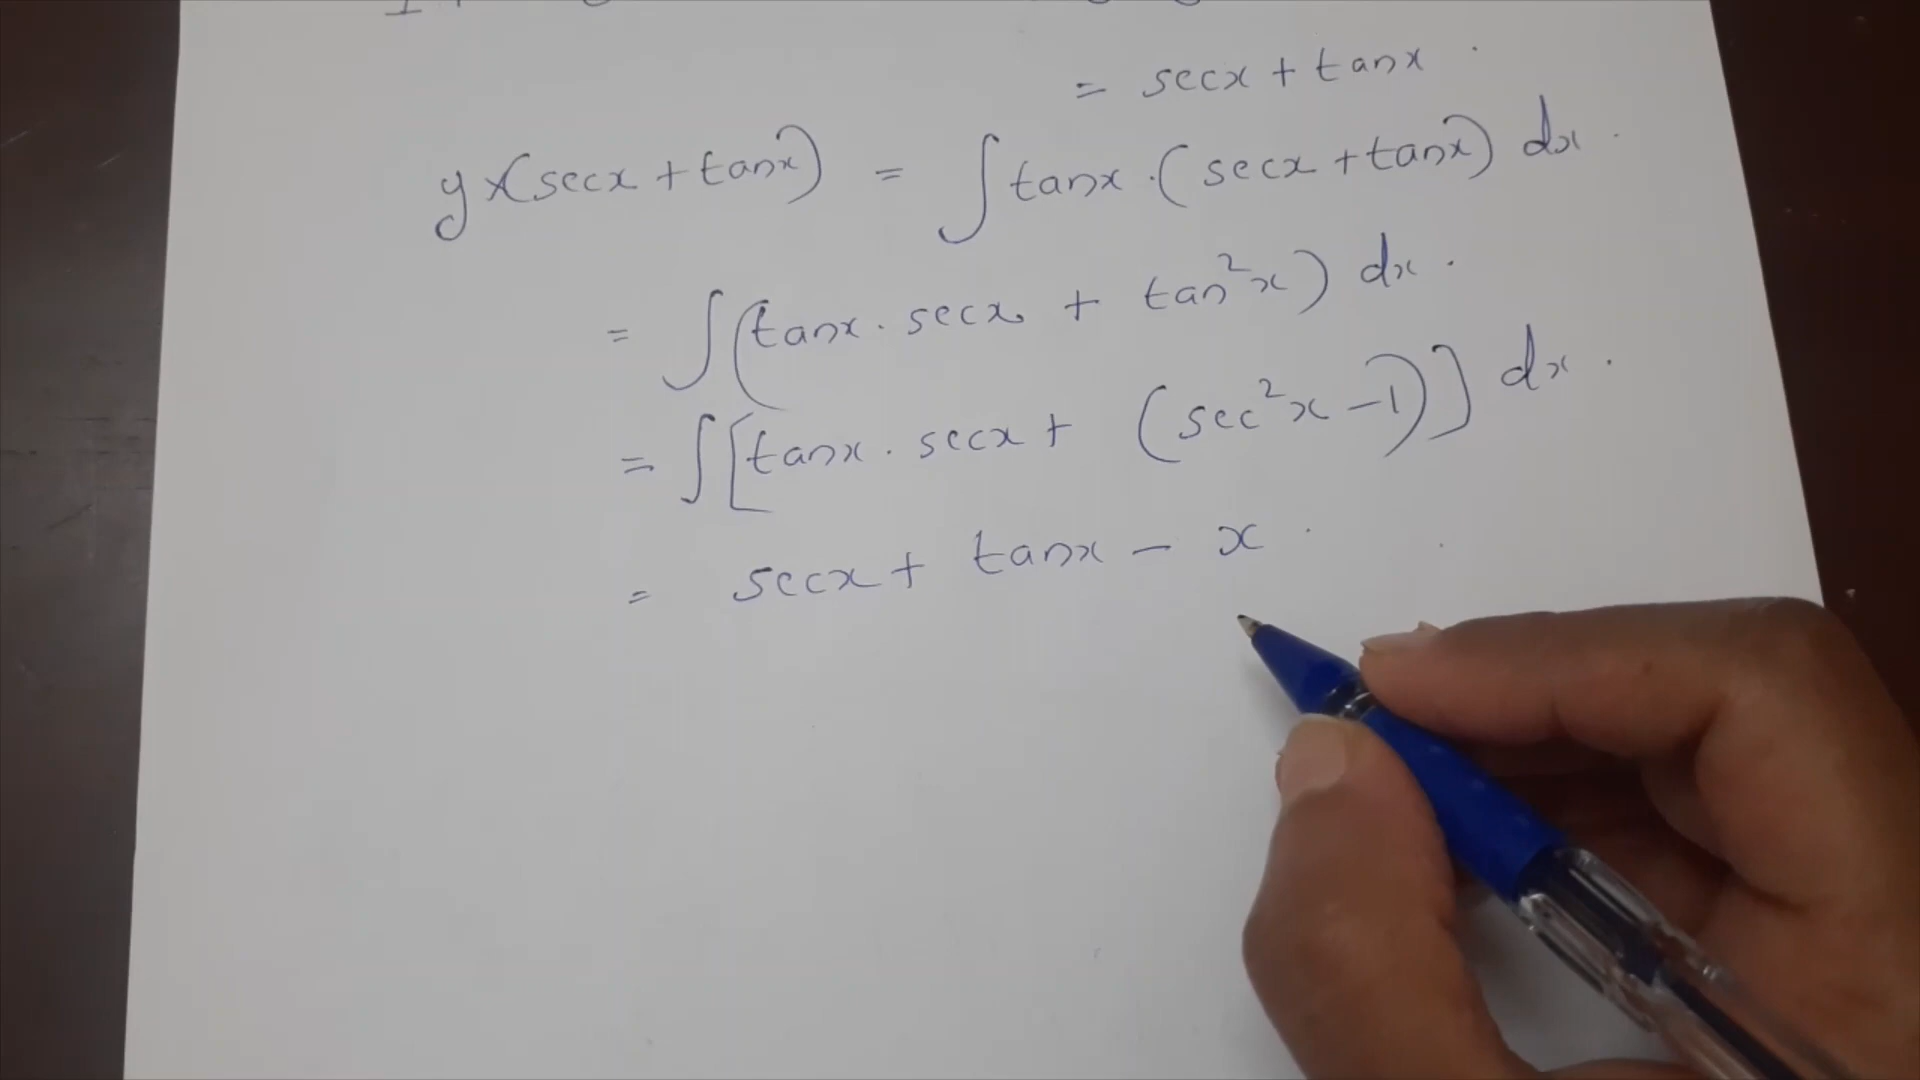 = secx + tanx
y×(secx + tanx) = ∫tanx·(secx + tanx) dx.
= ∫(tanx. secx + tan²x) dx.
= ∫[tanx. secx + (sec²x - 1)] dx.
= secx + tanx - x